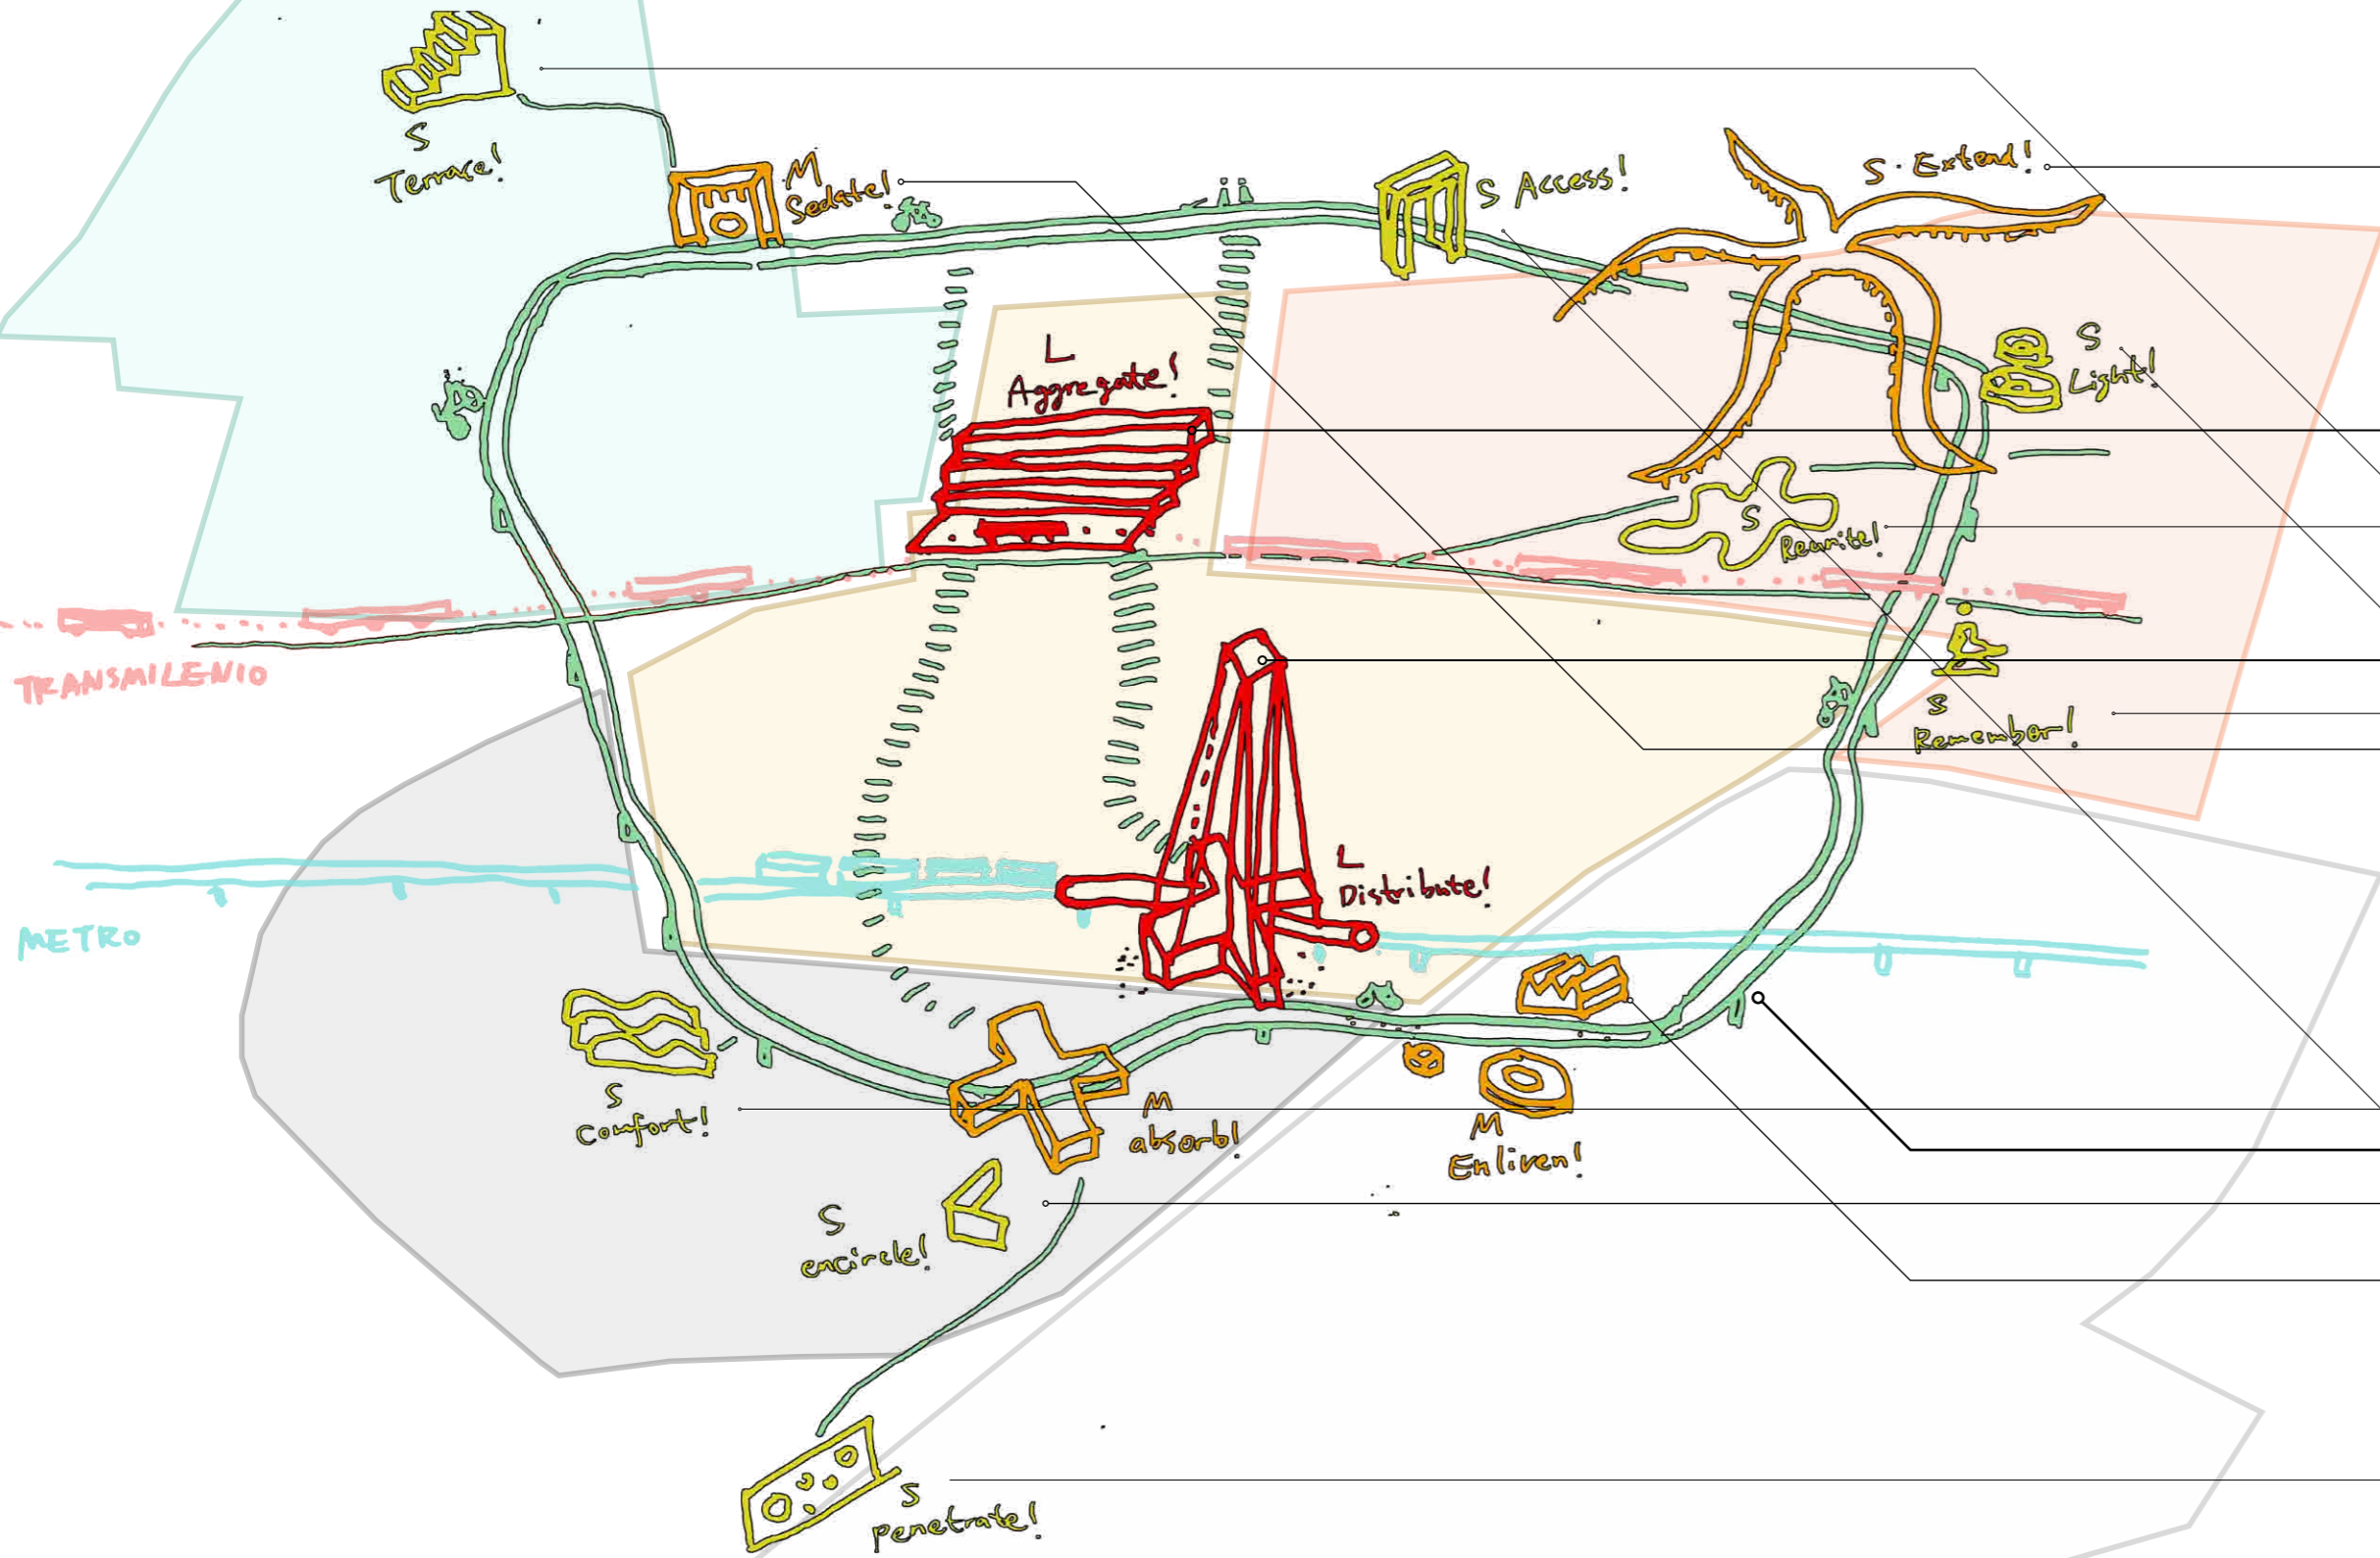 S
Terrace!
M
Sedate!
S Access!
S. Extend!
L
Aggregate!
S
Light!
S
Reunite!
TRANSMILENIO
S
Remember!
L
Distribute!
METRO
S
Comfort!
M
absorb!
M
Enliven!
S
encircle!
S
penetrate!